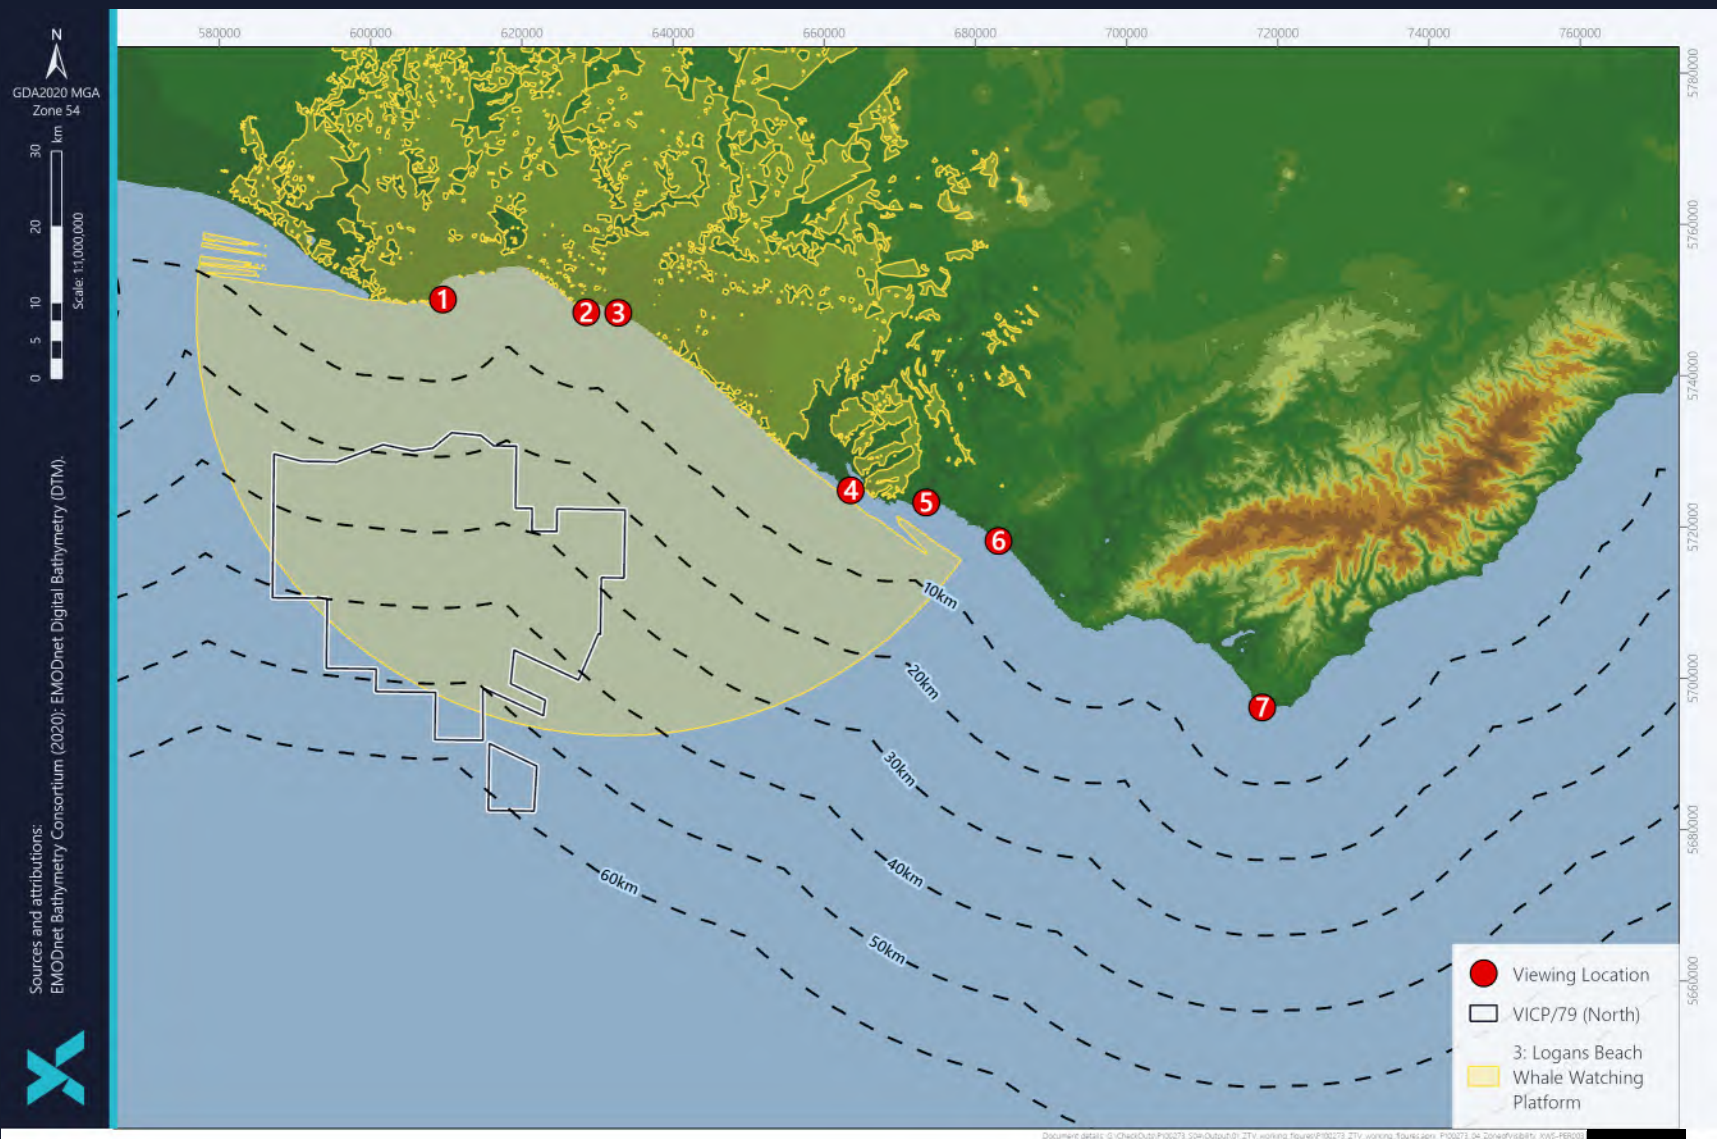 580000 600000 620000 640000 660000 680000 700000 720000 740000 760000
5780000
5760000
5740000
5720000
5700000
5680000
5660000
N
GDA2020 MGA
Zone 54
km
30
20
10
5
0
Scale: 1:1,000,000
Sources and attributions:
EMODnet Bathymetry Consortium (2020): EMODnet Digital Bathymetry (DTM).
1
2
3
4
5
6
7
10km
20km
30km
40km
50km
60km
Viewing Location
VICP/79 (North)
3: Logans Beach
Whale Watching
Platform